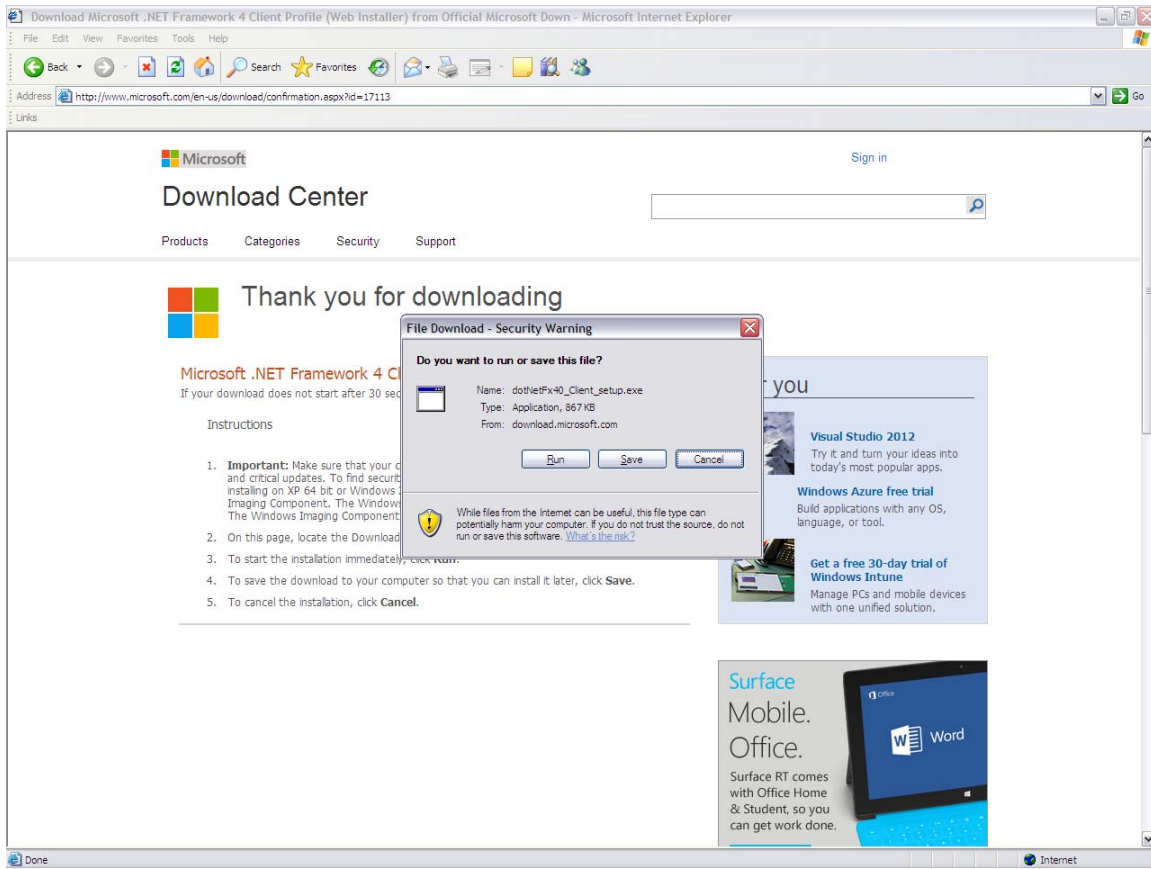 Download Microsoft .NET Framework 4 Client Profile (Web Installer) from Official Microsoft Down - Microsoft Internet Explorer
File Edit View Favorites Tools Help
Back Search Favorites
Address http://www.microsoft.com/en-us/download/confirmation.aspx?id=17113 Go
Links
Microsoft
Sign in
Download Center
Products Categories Security Support
Thank you for downloading
Microsoft .NET Framework 4 Cl
If your download does not start after 30 sec
Instructions
1. Important: Make sure that your c
and critical updates. To find securit
installing on XP 64 bit or Windows
Imaging Component. The Windows
The Windows Imaging Component
2. On this page, locate the Download
3. To start the installation immediately, click Run.
4. To save the download to your computer so that you can install it later, click Save.
5. To cancel the installation, click Cancel.
File Download - Security Warning
Do you want to run or save this file?
Name: dotNetFx40_Client_setup.exe
Type: Application, 867 KB
From: download.microsoft.com
Run Save Cancel
While files from the Internet can be useful, this file type can
potentially harm your computer. If you do not trust the source, do not
run or save this software. What's the risk?
you
Visual Studio 2012
Try it and turn your ideas into
today's most popular apps.
Windows Azure free trial
Build applications with any OS,
language, or tool.
Get a free 30-day trial of
Windows Intune
Manage PCs and mobile devices
with one unified solution.
Surface
Mobile.
Office.
Surface RT comes
with Office Home
& Student, so you
can get work done.
Office
Word
Done
Internet